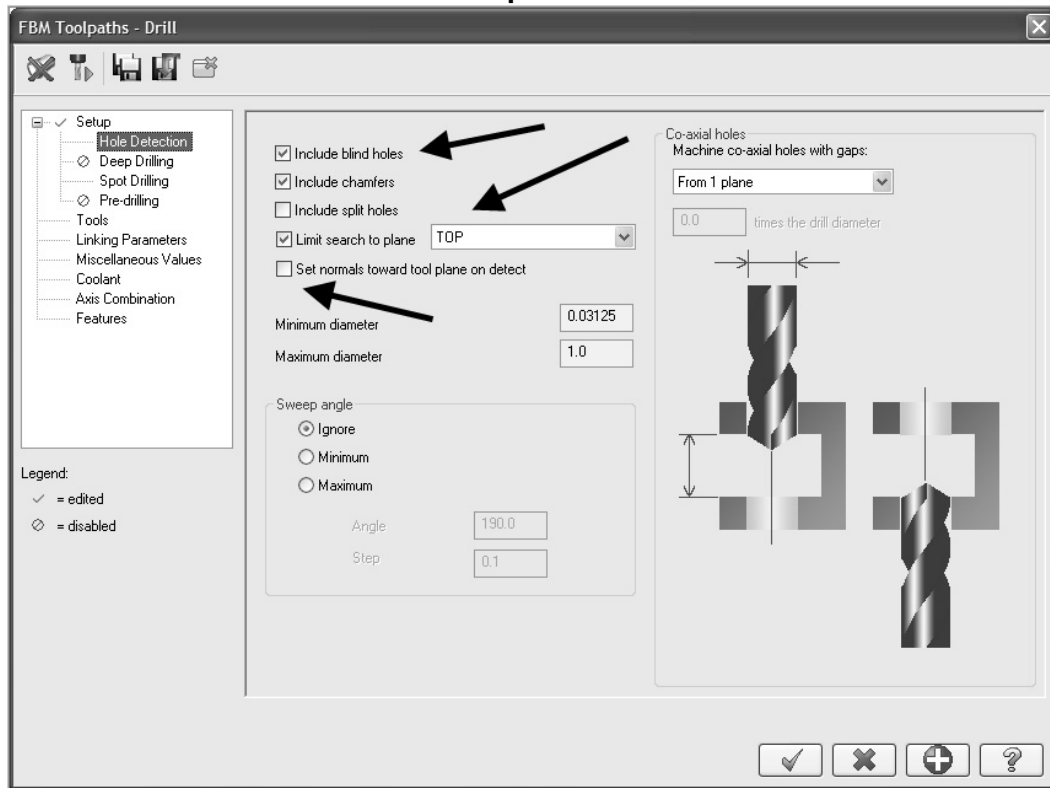 FBM Toolpaths - Drill
Setup
Hole Detection
Deep Drilling
Spot Drilling
Pre-drilling
Tools
Linking Parameters
Miscellaneous Values
Coolant
Axis Combination
Features
Legend:
= edited
= disabled
Include blind holes
Include chamfers
Include split holes
Limit search to plane TOP
Set normals toward tool plane on detect
Minimum diameter 0.03125
Maximum diameter 1.0
Sweep angle
Ignore
Minimum
Maximum
Angle 190.0
Step 0.1
Co-axial holes
Machine co-axial holes with gaps:
From 1 plane
0.0 times the drill diameter